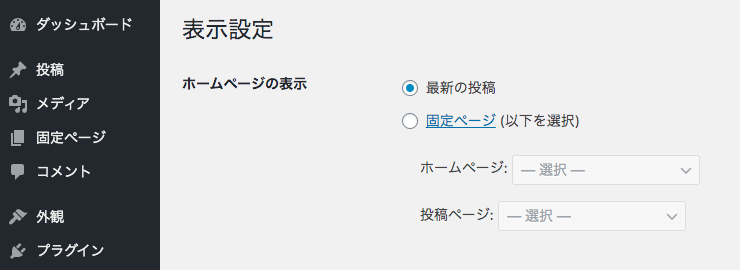 ダッシュボード
投稿
メディア
固定ページ
コメント
外観
プラグイン
表示設定
ホームページの表示
最新の投稿
固定ページ (以下を選択)
ホームページ: — 選択 —
投稿ページ: — 選択 —